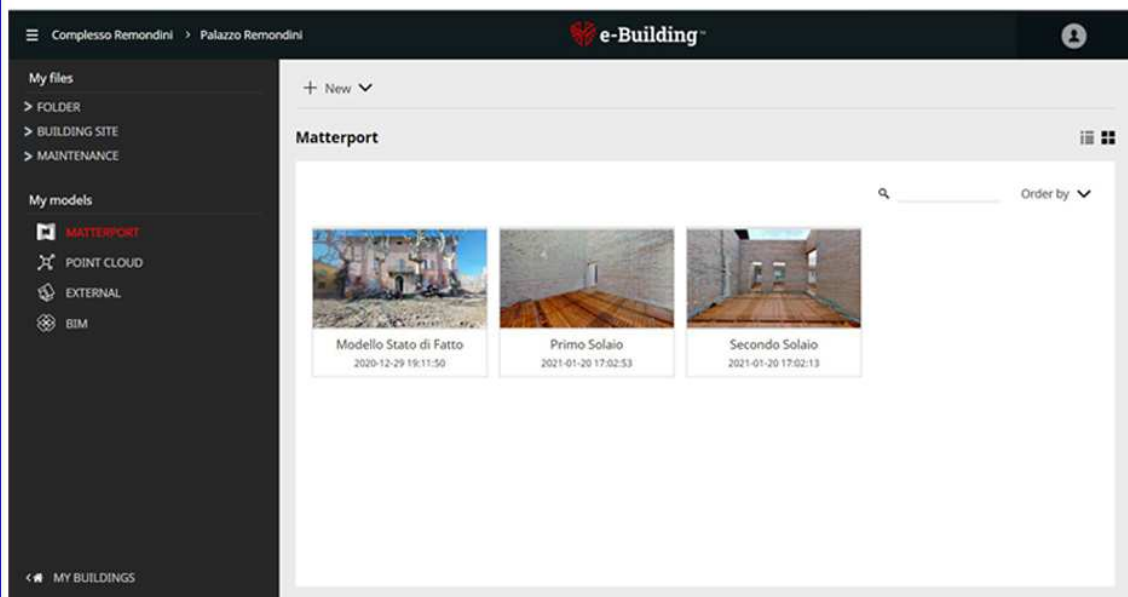 Complesso Remondini > Palazzo Remondini
e-Building™
My files
> FOLDER
> BUILDING SITE
> MAINTENANCE
My models
MATTERPORT
POINT CLOUD
EXTERNAL
BIM
< MY BUILDINGS
+ New
Matterport
Order by
Modello Stato di Fatto
2020-12-29 19:11:50
Primo Solaio
2021-01-20 17:02:53
Secondo Solaio
2021-01-20 17:02:13